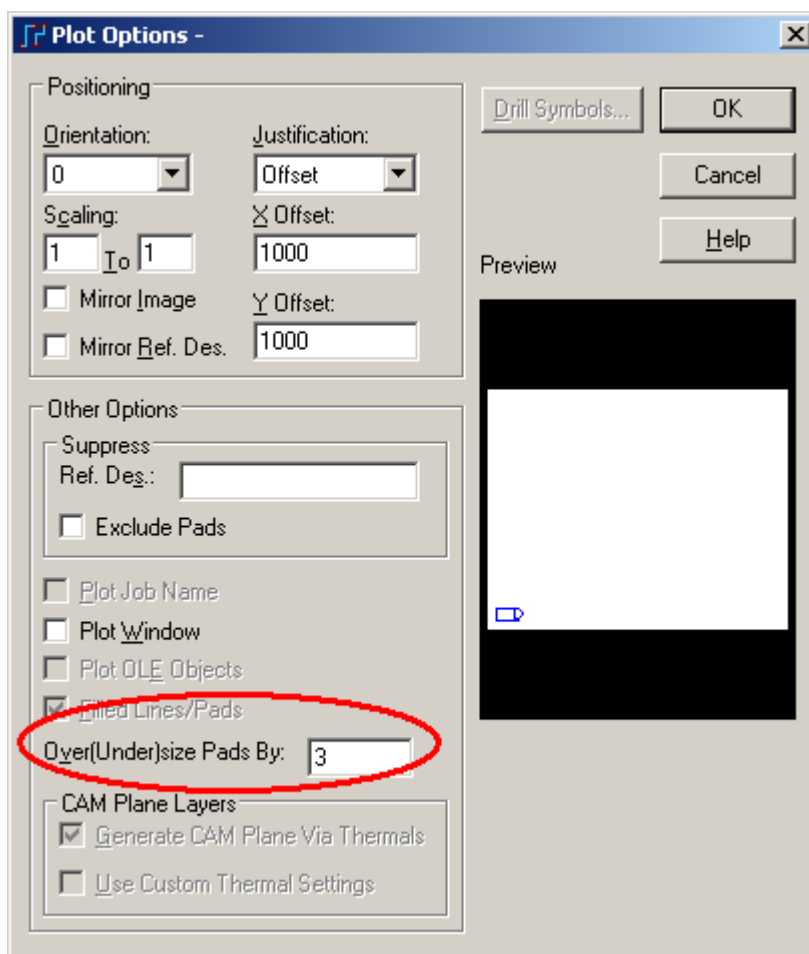 Plot Options -
Positioning
Orientation:
Justification:
0
Offset
Scaling:
X Offset:
1 To 1
1000
Mirror Image
Y Offset:
Mirror Ref. Des.
1000
Other Options
Suppress
Ref. Des.:
Exclude Pads
Plot Job Name
Plot Window
Plot OLE Objects
Filled Lines/Pads
Over(Under)size Pads By: 3
CAM Plane Layers
Generate CAM Plane Via Thermals
Use Custom Thermal Settings
Drill Symbols...
OK
Cancel
Help
Preview